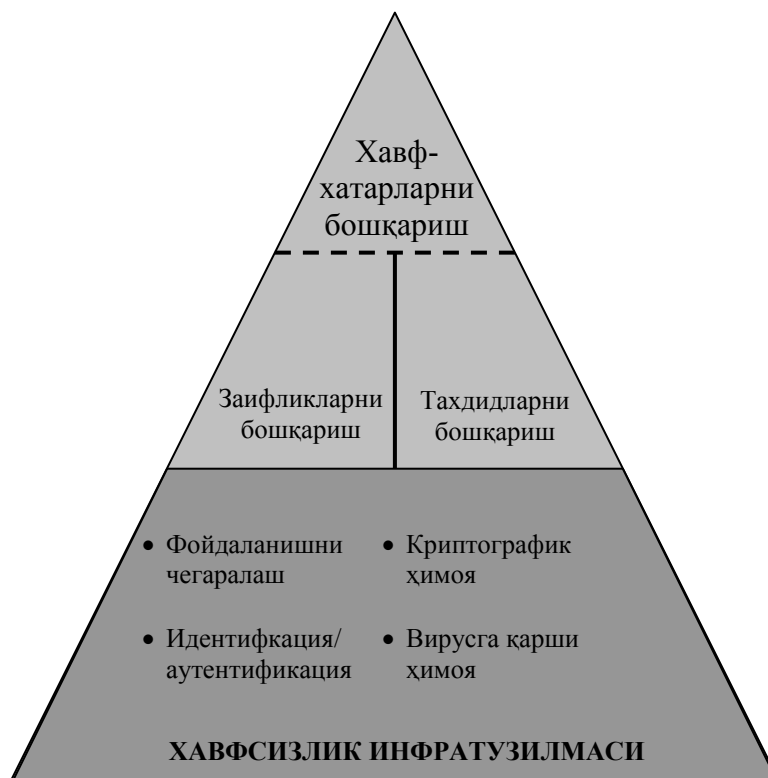 Хавф-
хатарларни
бошқариш
Заифликларни
бошқариш
Тахдидларни
бошқариш
• Фойдаланишни
чегаралаш
• Криптографик
ҳимоя
• Идентифкация/
аутентификация
• Вирусга қарши
ҳимоя
ХАВФСИЗЛИК ИНФРАТУЗИЛМАСИ